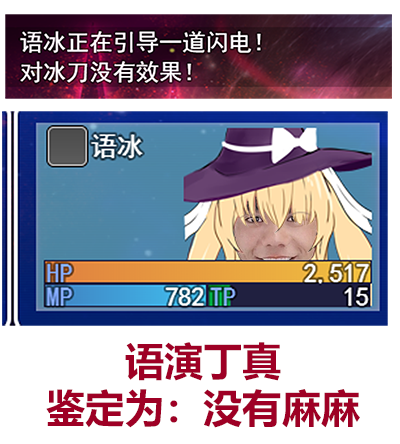 语冰正在引导一道闪电！
对冰刀没有效果！
语冰
HP 2,517
MP 782 TP 15
语演丁真
鉴定为：没有麻麻